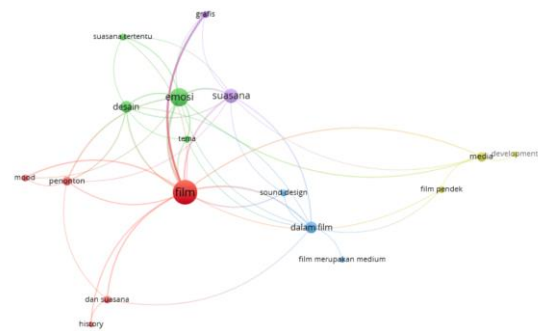 grafis
suasana tertentu
emosi
suasana
desain
tema
media
development
mood
penonton
film
sound design
film pendek
dalam film
film merupakan medium
dan suasana
history